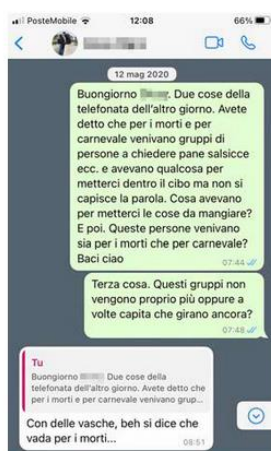 PosteMobile 12:08 66%
12 mag 2020
Buongiorno Due cose della
telefonata dell'altro giorno. Avete
detto che per i morti e per
carnevale venivano gruppi di
persone a chiedere pane salsicce
ecc. e avevano qualcosa per
metterci dentro il cibo ma non si
capisce la parola. Cosa avevano
per metterci le cose da mangiare?
E poi. Queste persone venivano
sia per i morti che per carnevale?
Baci ciao
07:44
Terza cosa. Questi gruppi non
vengono proprio più oppure a
volte capita che girano ancora?
07:48
Tu
Buongiorno Due cose della
telefonata dell'altro giorno. Avete detto che
per i morti e per carnevale venivano grup...
Con delle vasche, beh si dice che
vada per i morti...
08:51